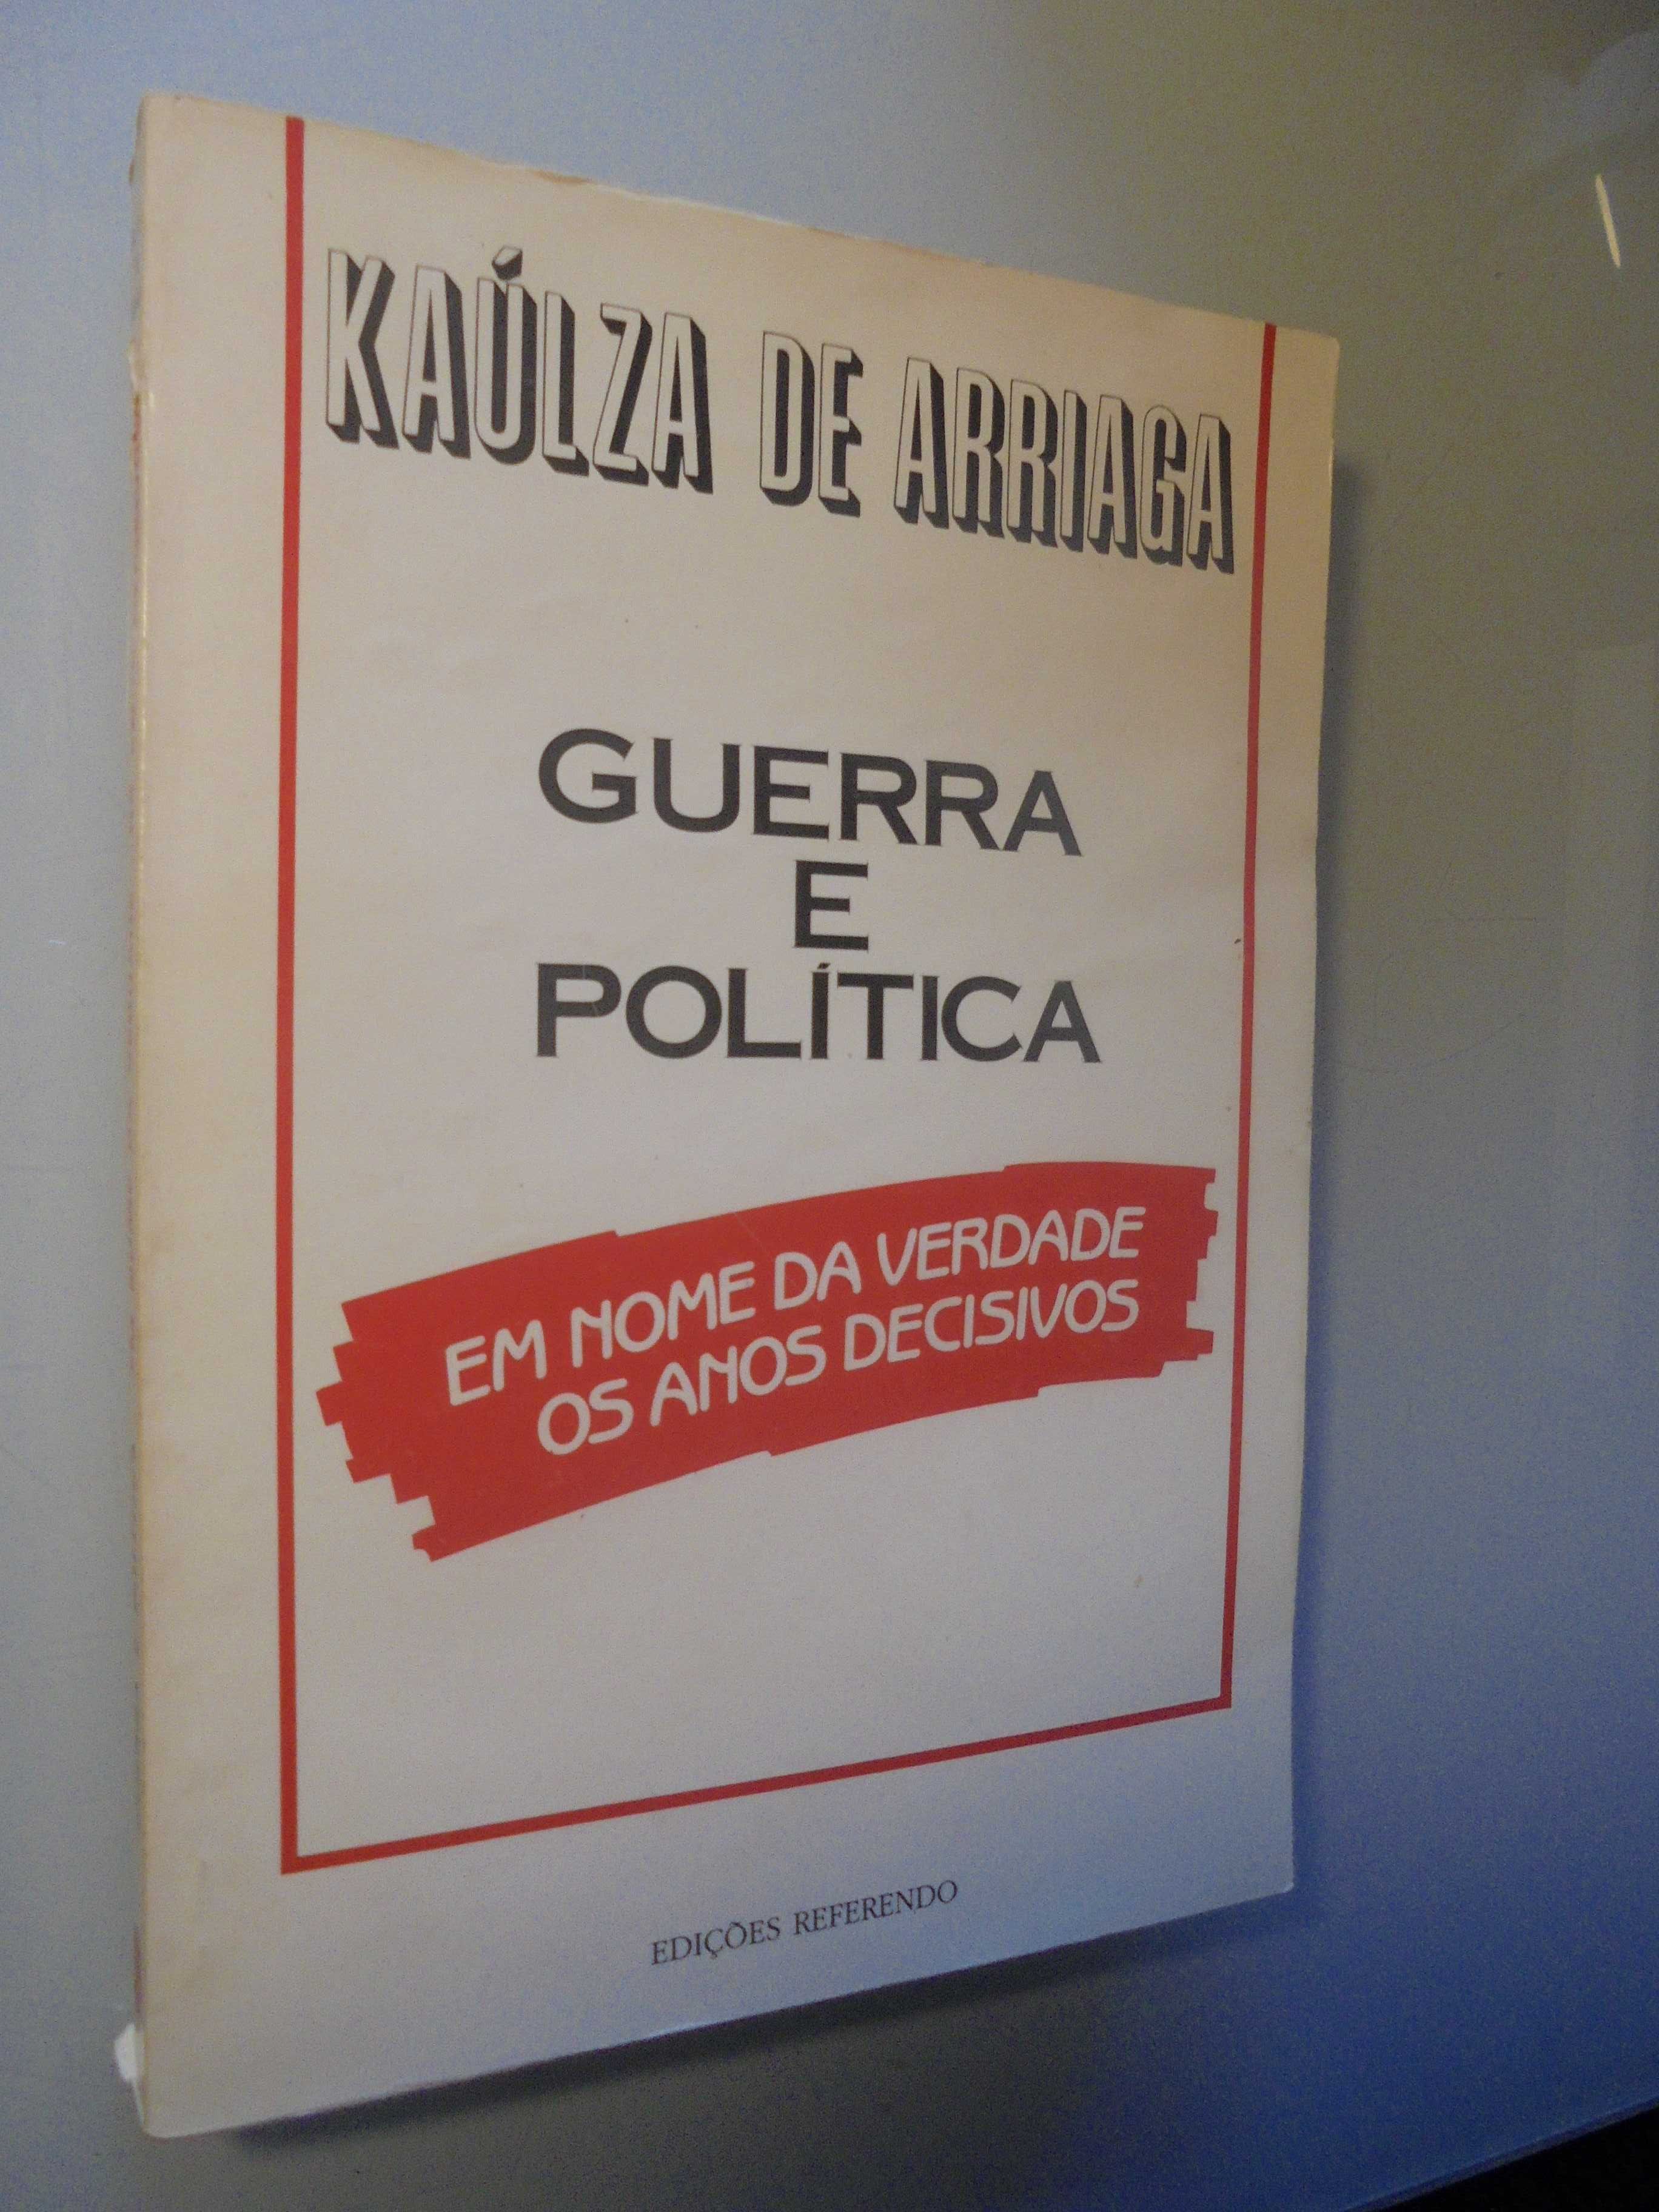 KAÚLZA DE ARRIAGA
GUERRA
E
POLÍTICA
EM NOME DA VERDADE
OS ANOS DECISIVOS
EDIÇÕES REFERENDO